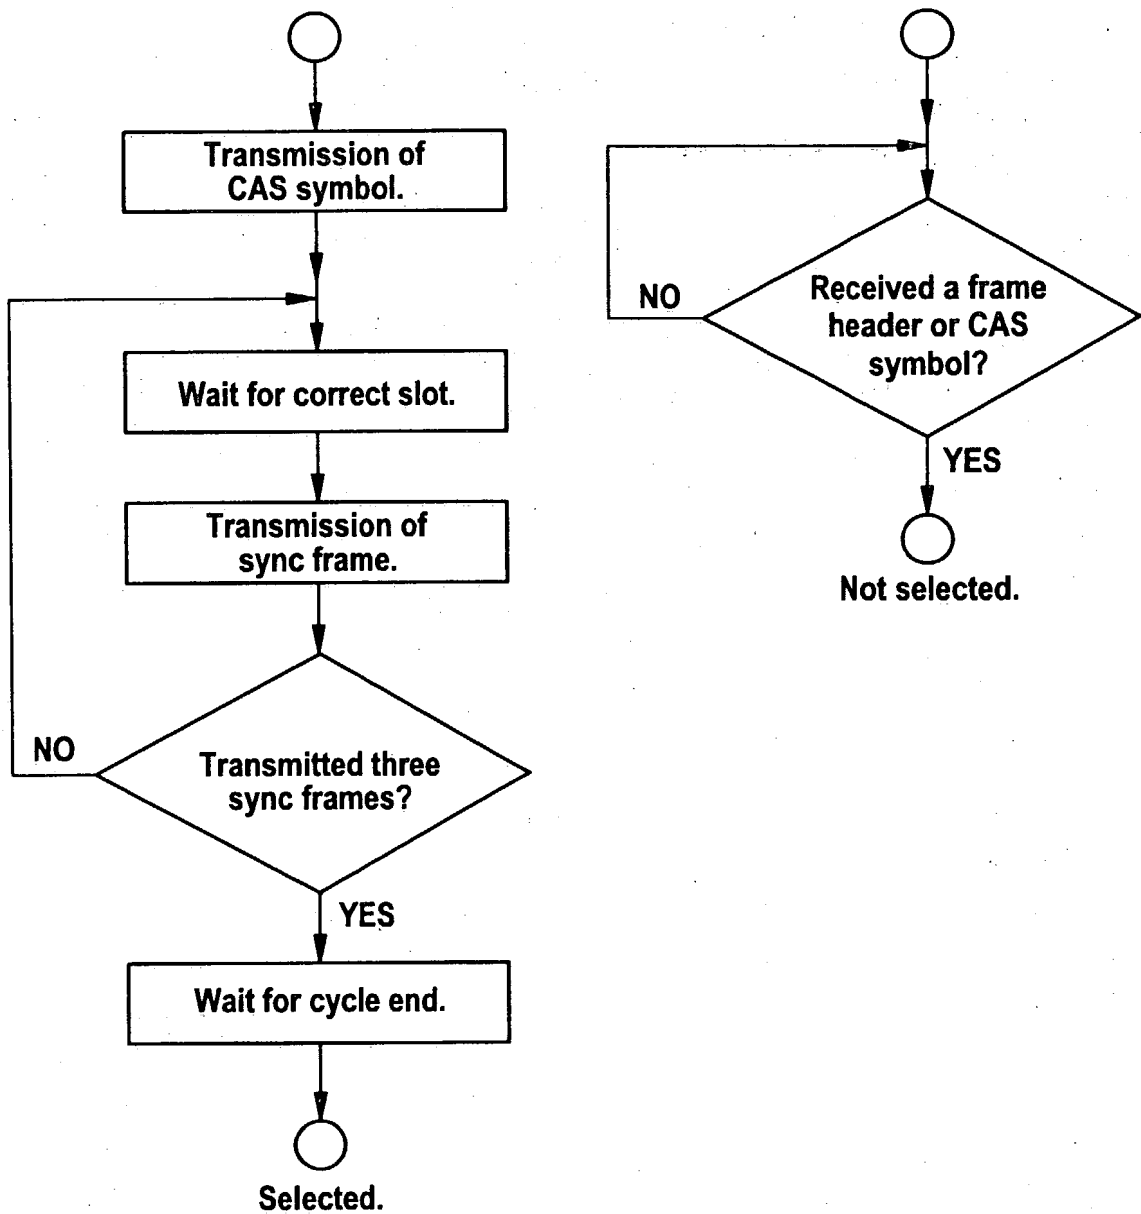 Transmission of
CAS symbol.
Wait for correct slot.
Transmission of
sync frame.
NO
Transmitted three
sync frames?
YES
Wait for cycle end.
Selected.
NO
Received a frame
header or CAS
symbol?
YES
Not selected.